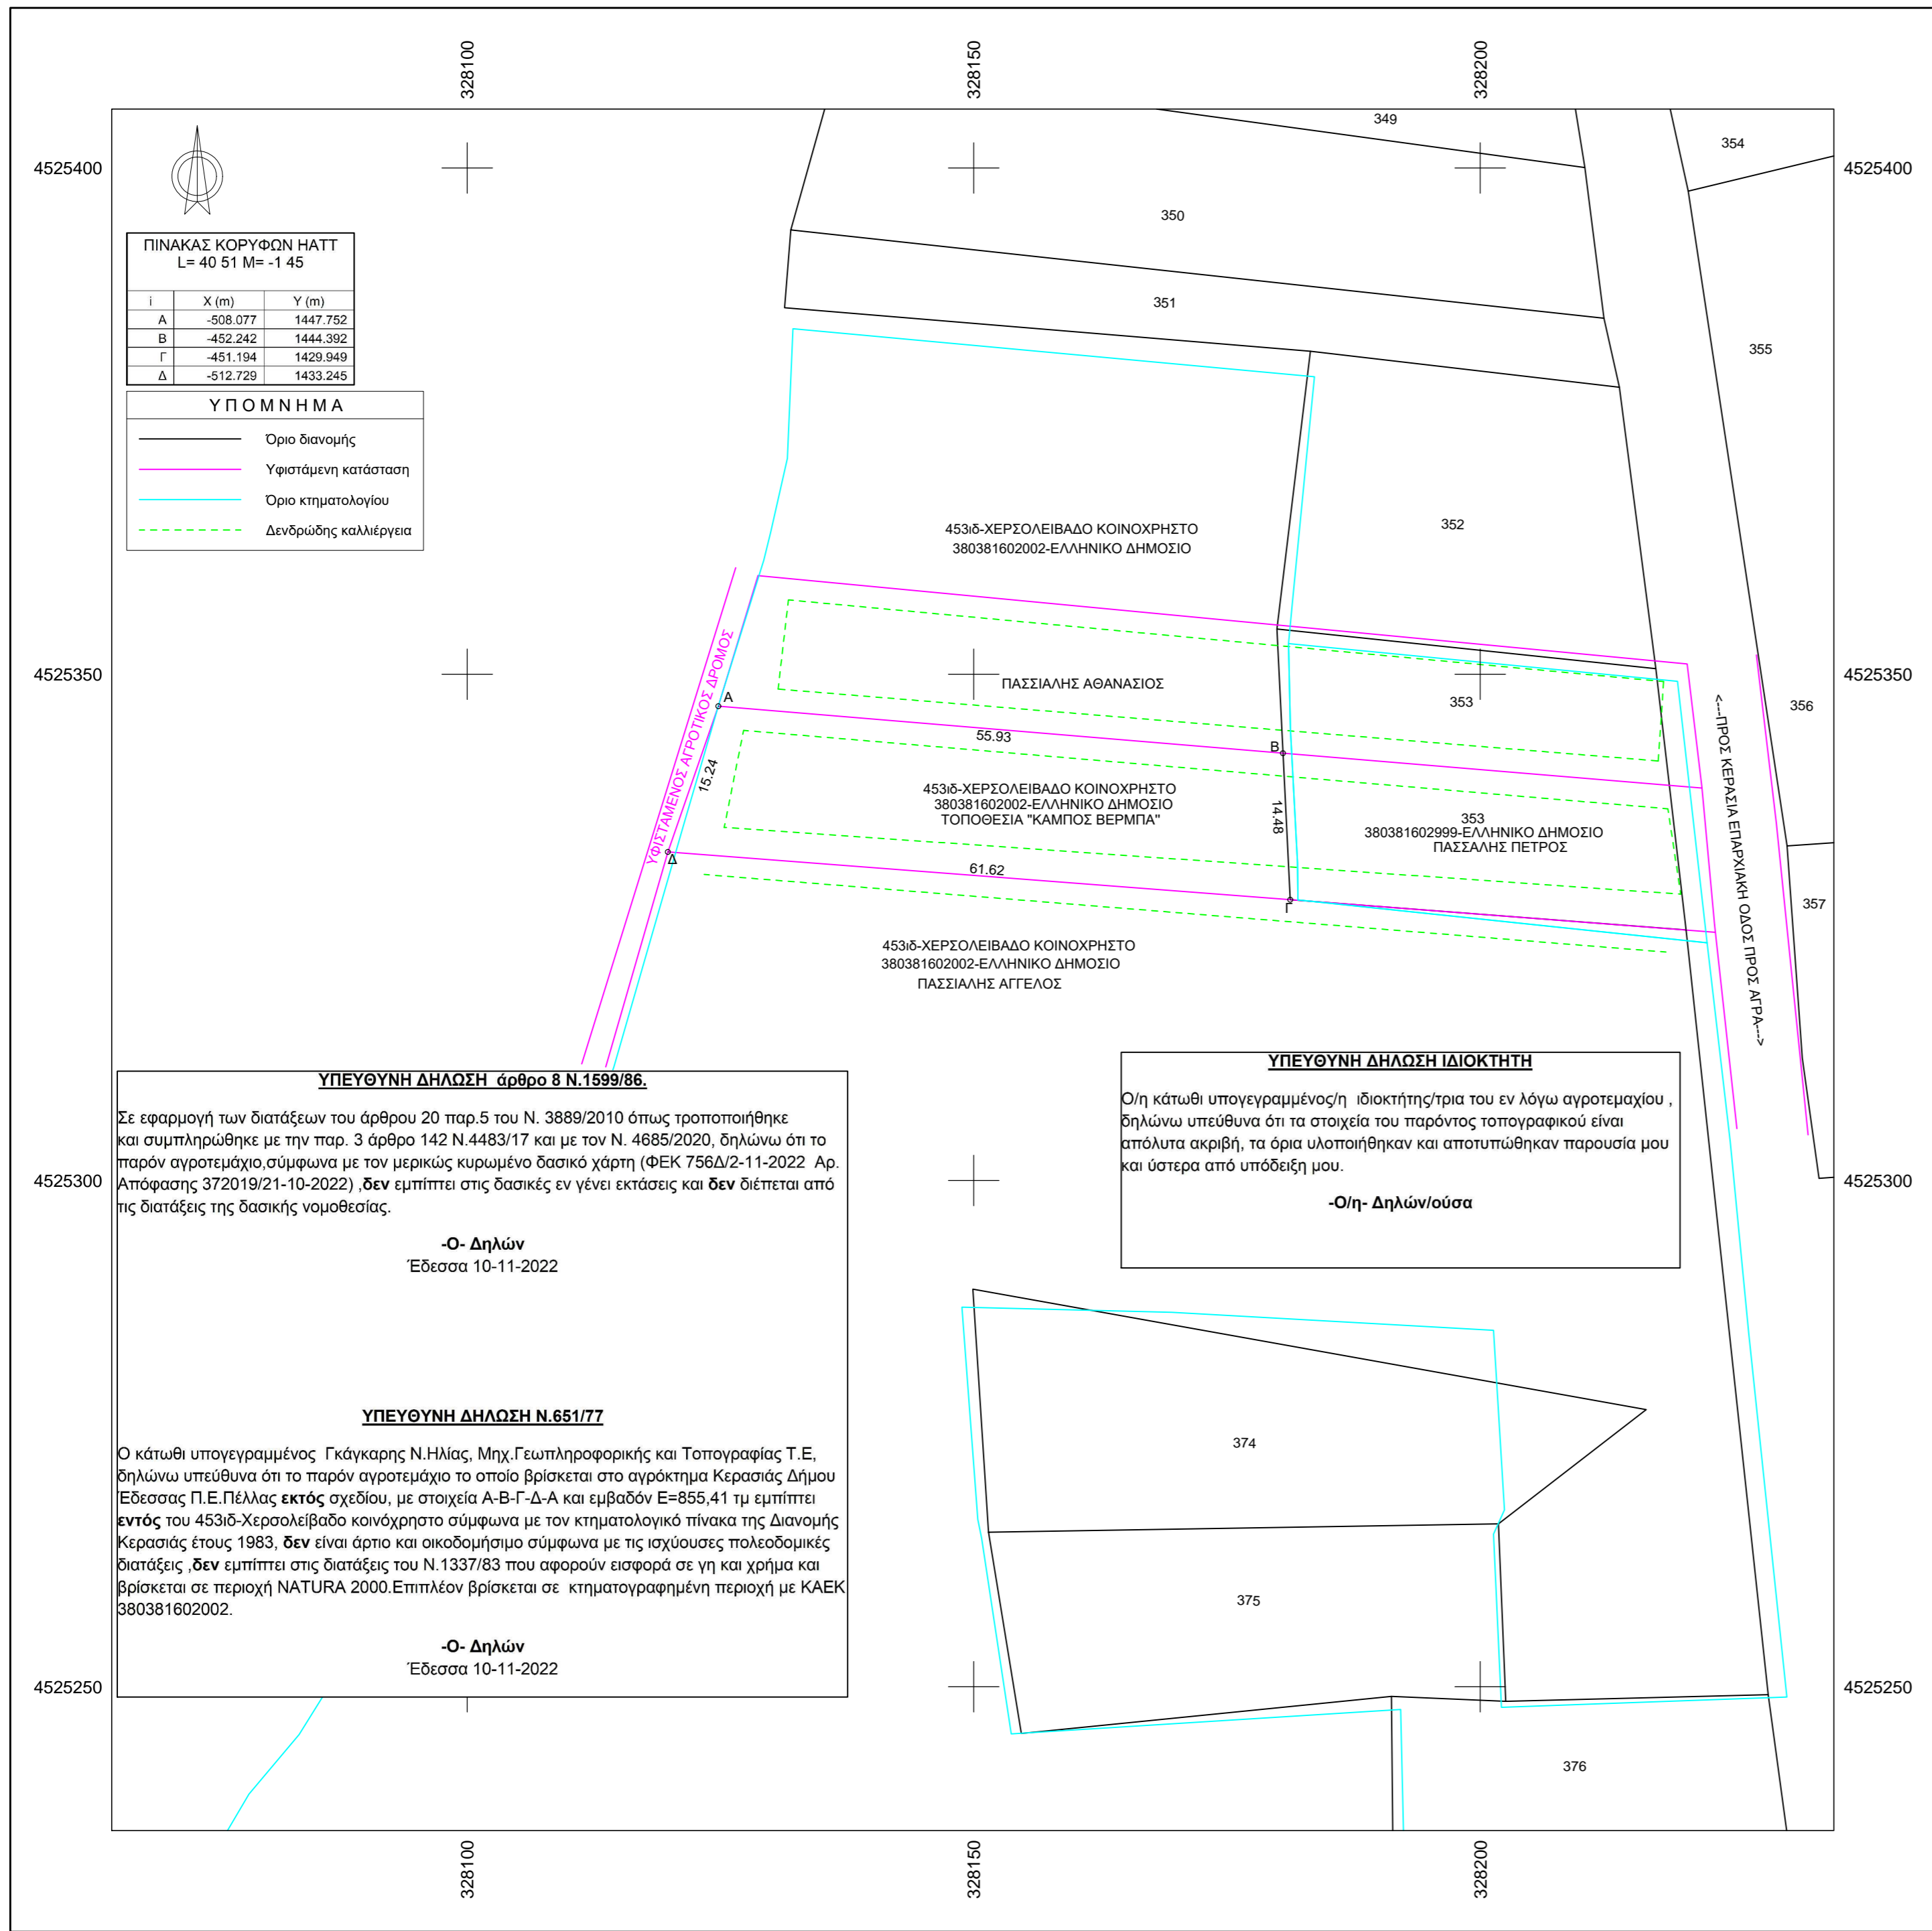 328100
328150
328200
4525400
4525400
349
354
350
351
355
ΠΙΝΑΚΑΣ ΚΟΡΥΦΩΝ HATT
L= 40 51 M= -1 45
i X (m) Y (m)
Α -508.077 1447.752
Β -452.242 1444.392
Γ -451.194 1429.949
Δ -512.729 1433.245
Υ Π Ο Μ Ν Η Μ Α
Όριο διανομής
Υφιστάμενη κατάσταση
Όριο κτηματολογίου
Δενδρώδης καλλιέργεια
453ιδ-ΧΕΡΣΟΛΕΙΒΑΔΟ ΚΟΙΝΟΧΡΗΣΤΟ
380381602002-ΕΛΛΗΝΙΚΟ ΔΗΜΟΣΙΟ
352
4525350
4525350
ΥΦΙΣΤΑΜΕΝΟΣ ΑΓΡΟΤΙΚΟΣ ΔΡΟΜΟΣ
ΠΑΣΣΙΑΛΗΣ ΑΘΑΝΑΣΙΟΣ
353
356
Α
55.93
Β
15.24
14.48
453ιδ-ΧΕΡΣΟΛΕΙΒΑΔΟ ΚΟΙΝΟΧΡΗΣΤΟ
380381602002-ΕΛΛΗΝΙΚΟ ΔΗΜΟΣΙΟ
ΤΟΠΟΘΕΣΙΑ "ΚΑΜΠΟΣ ΒΕΡΜΠΑ"
353
380381602999-ΕΛΛΗΝΙΚΟ ΔΗΜΟΣΙΟ
ΠΑΣΣΑΛΗΣ ΠΕΤΡΟΣ
<---ΠΡΟΣ ΚΕΡΑΣΙΑ ΕΠΑΡΧΙΑΚΗ ΟΔΟΣ ΠΡΟΣ ΑΓΡΑ--->
Δ
61.62
Γ
357
453ιδ-ΧΕΡΣΟΛΕΙΒΑΔΟ ΚΟΙΝΟΧΡΗΣΤΟ
380381602002-ΕΛΛΗΝΙΚΟ ΔΗΜΟΣΙΟ
ΠΑΣΣΙΑΛΗΣ ΑΓΓΕΛΟΣ
ΥΠΕΥΘΥΝΗ ΔΗΛΩΣΗ άρθρο 8 Ν.1599/86.
Σε εφαρμογή των διατάξεων του άρθρου 20 παρ.5 του Ν. 3889/2010 όπως τροποποιήθηκε
και συμπληρώθηκε με την παρ. 3 άρθρο 142 Ν.4483/17 και με τον Ν. 4685/2020, δηλώνω ότι το
παρόν αγροτεμάχιο,σύμφωνα με τον μερικώς κυρωμένο δασικό χάρτη (ΦΕΚ 756Δ/2-11-2022 Αρ.
Απόφασης 372019/21-10-2022) ,δεν εμπίπτει στις δασικές εν γένει εκτάσεις και δεν διέπεται από
τις διατάξεις της δασικής νομοθεσίας.
-Ο- Δηλών
Έδεσσα 10-11-2022
ΥΠΕΥΘΥΝΗ ΔΗΛΩΣΗ ΙΔΙΟΚΤΗΤΗ
Ο/η κάτωθι υπογεγραμμένος/η ιδιοκτήτης/τρια του εν λόγω αγροτεμαχίου ,
δηλώνω υπεύθυνα ότι τα στοιχεία του παρόντος τοπογραφικού είναι
απόλυτα ακριβή, τα όρια υλοποιήθηκαν και αποτυπώθηκαν παρουσία μου
και ύστερα από υπόδειξη μου.
-Ο/η- Δηλών/ούσα
4525300
4525300
ΥΠΕΥΘΥΝΗ ΔΗΛΩΣΗ Ν.651/77
Ο κάτωθι υπογεγραμμένος Γκάγκαρης Ν.Ηλίας, Μηχ.Γεωπληροφορικής και Τοπογραφίας Τ.Ε,
δηλώνω υπεύθυνα ότι το παρόν αγροτεμάχιο το οποίο βρίσκεται στο αγρόκτημα Κερασιάς Δήμου
Έδεσσας Π.Ε.Πέλλας εκτός σχεδίου, με στοιχεία Α-Β-Γ-Δ-Α και εμβαδόν Ε=855,41 τμ εμπίπτει
εντός του 453ιδ-Χερσολείβαδο κοινόχρηστο σύμφωνα με τον κτηματολογικό πίνακα της Διανομής
Κερασιάς έτους 1983, δεν είναι άρτιο και οικοδομήσιμο σύμφωνα με τις ισχύουσες πολεοδομικές
διατάξεις ,δεν εμπίπτει στις διατάξεις του Ν.1337/83 που αφορούν εισφορά σε γη και χρήμα και
βρίσκεται σε περιοχή NATURA 2000.Επιπλέον βρίσκεται σε κτηματογραφημένη περιοχή με ΚΑΕΚ
380381602002.
-Ο- Δηλών
Έδεσσα 10-11-2022
374
375
4525250
4525250
376
328100
328150
328200